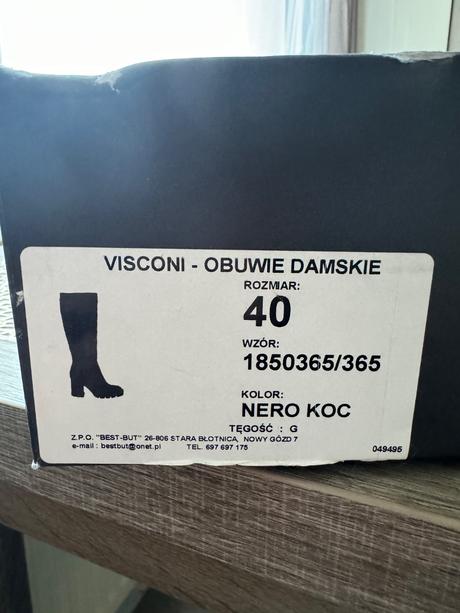 VISCONI - OBUWIE DAMSKIE
ROZMIAR:
40
WZÓR:
1850365/365
KOLOR:
NERO KOC
TĘGOŚĆ : G
Z.P.O. "BEST-BUT" 26-806 STARA BŁOTNICA, NOWY GÓZD 7
e-mail : bestbut@onet.pl TEL. 697 697 175
049495